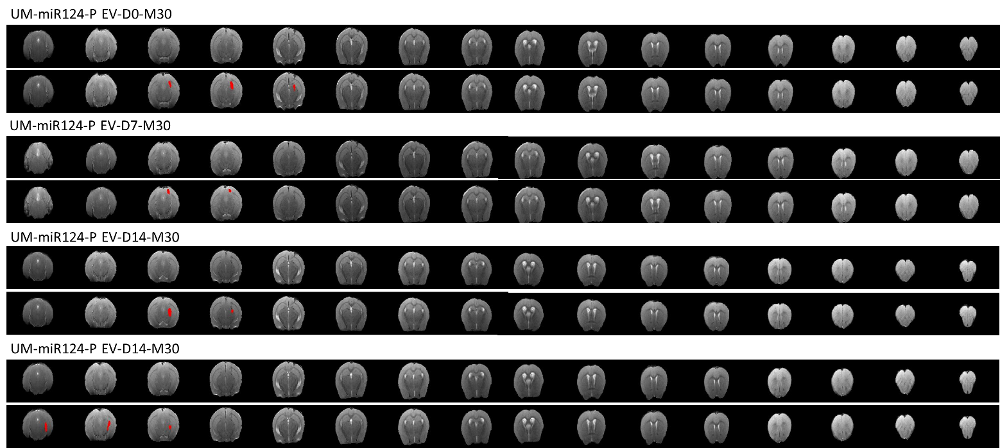 UM-miR124-P EV-D0-M30
UM-miR124-P EV-D7-M30
UM-miR124-P EV-D14-M30
UM-miR124-P EV-D14-M30